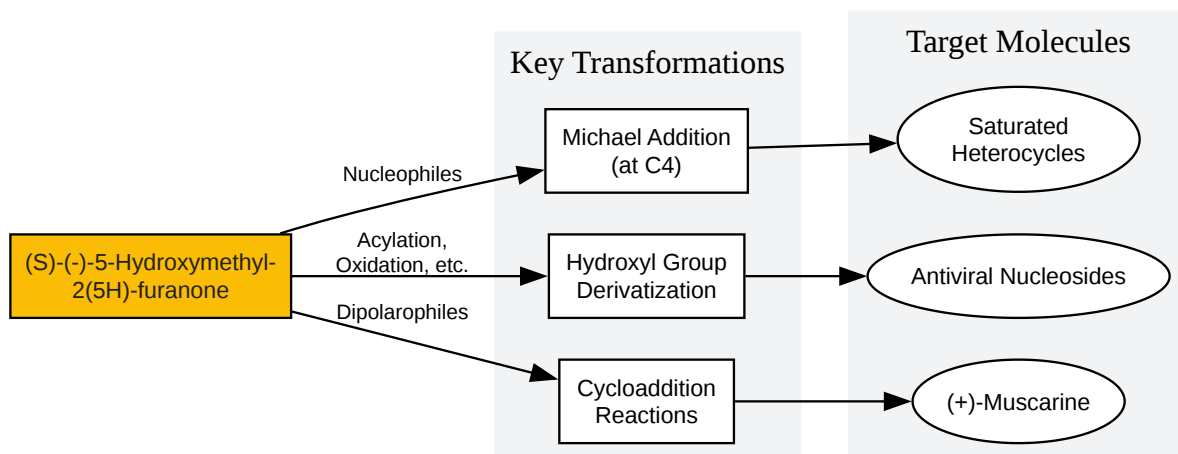 Target Molecules
Key Transformations
Michael Addition
(at C4)
Saturated
Heterocycles
Nucleophiles
Acylation,
Oxidation, etc.
(S)-(-)-5-Hydroxymethyl-
2(5H)-furanone
Hydroxyl Group
Derivatization
Antiviral Nucleosides
Dipolarophiles
Cycloaddition
Reactions
(+)-Muscarine